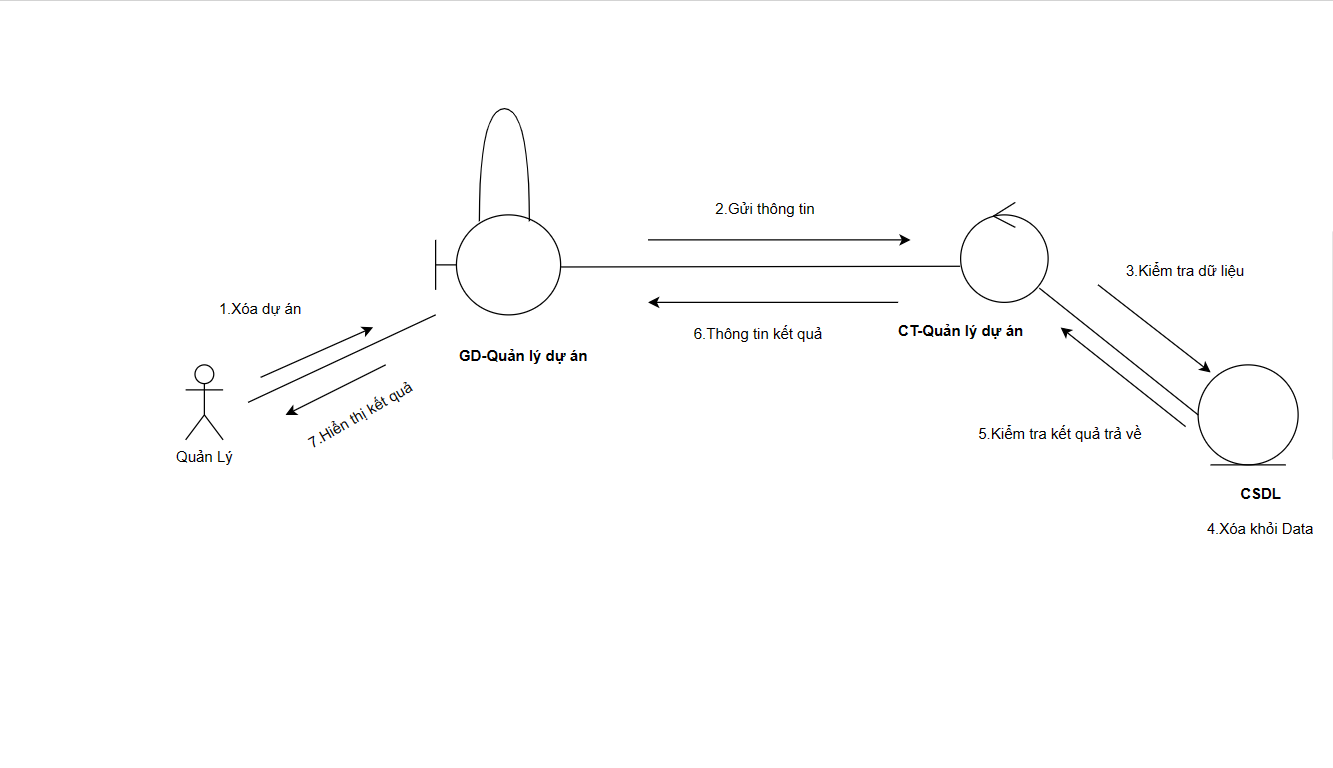 2.Gửi thông tin
3.Kiểm tra dữ liệu
1.Xóa dự án
6.Thông tin kết quả
CT-Quản lý dự án
GD-Quản lý dự án
7.Hiển thị kết quả
5.Kiểm tra kết quả trả về
Quản Lý
CSDL
4.Xóa khỏi Data